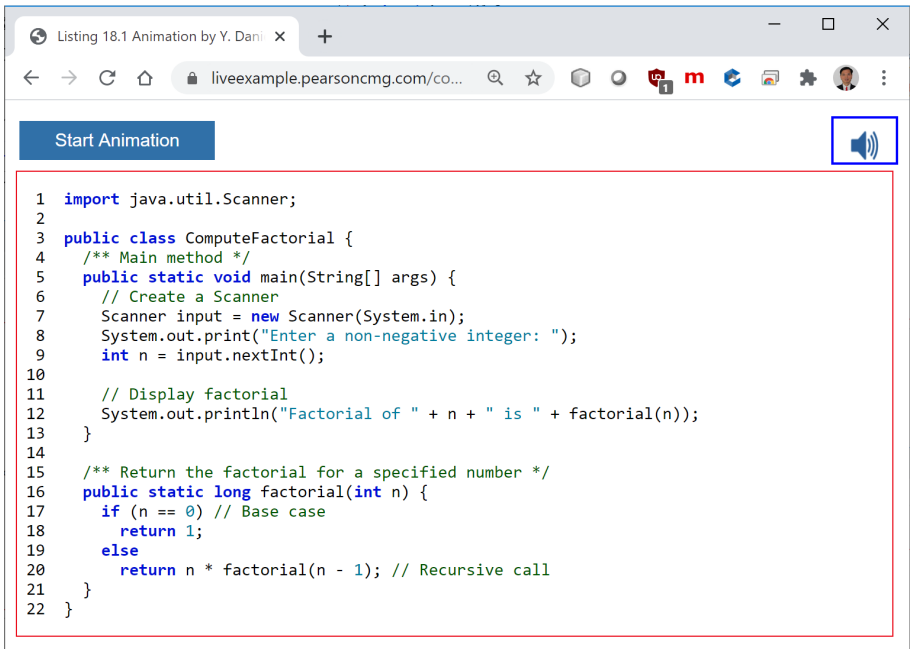 Listing 18.1 Animation by Y. Dani
liveexample.pearsoncmg.com/co...
1
m
Start Animation
1 import java.util.Scanner;
2
3 public class ComputeFactorial {
4   /** Main method */
5   public static void main(String[] args) {
6     // Create a Scanner
7     Scanner input = new Scanner(System.in);
8     System.out.print("Enter a non-negative integer: ");
9     int n = input.nextInt();
10
11     // Display factorial
12     System.out.println("Factorial of " + n + " is " + factorial(n));
13   }
14
15   /** Return the factorial for a specified number */
16   public static long factorial(int n) {
17     if (n == 0) // Base case
18       return 1;
19     else
20       return n * factorial(n - 1); // Recursive call
21   }
22 }